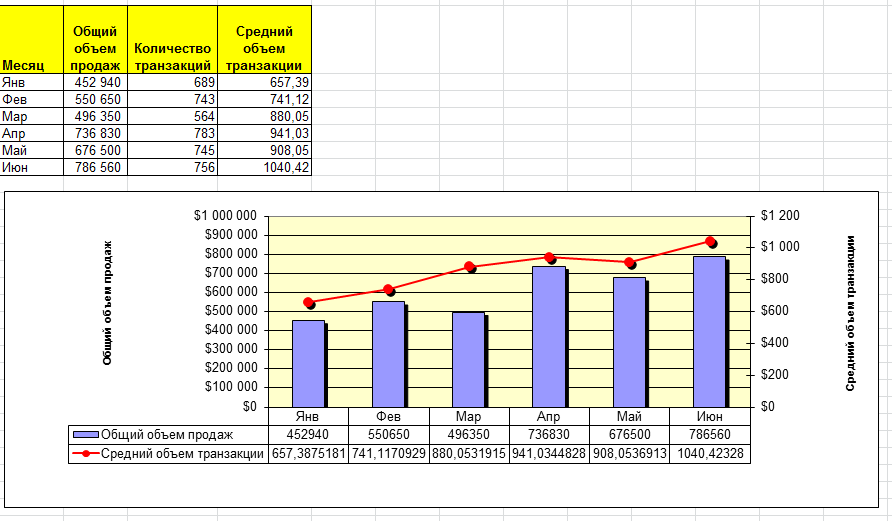 Месяц Общий объем продаж Количество транзакций Средний объем транзакции
Янв 452 940 689 657,39
Фев 550 650 743 741,12
Мар 496 350 564 880,05
Апр 736 830 783 941,03
Май 676 500 745 908,05
Июн 786 560 756 1040,42
Общий объем продаж
$1 000 000
$900 000
$800 000
$700 000
$600 000
$500 000
$400 000
$300 000
$200 000
$100 000
$0
$1 200
$1 000
$800
$600
$400
$200
$0
Средний объем транзакции
Янв Фев Мар Апр Май Июн
Общий объем продаж 452940 550650 496350 736830 676500 786560
Средний объем транзакции 657,3875181 741,1170929 880,0531915 941,0344828 908,0536913 1040,42328